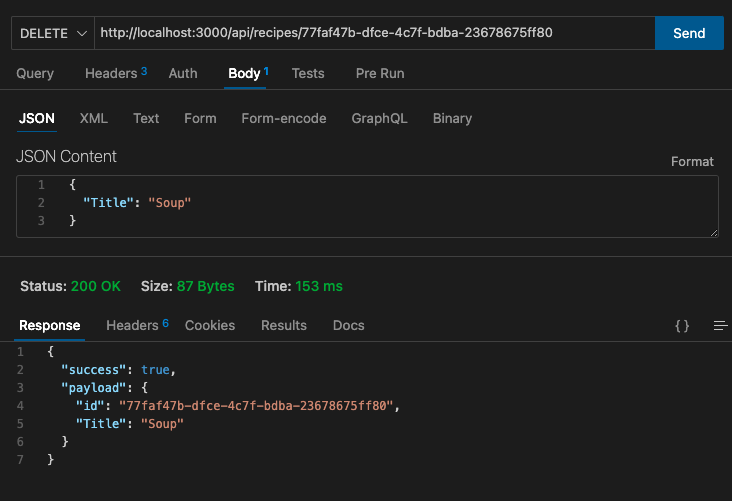 DELETE http://localhost:3000/api/recipes/77faf47b-dfce-4c7f-bdba-23678675ff80 Send
Query Headers 3 Auth Body 1 Tests Pre Run
JSON XML Text Form Form-encode GraphQL Binary
JSON Content
Format
1 {
2 "Title": "Soup"
3 }
Status: 200 OK Size: 87 Bytes Time: 153 ms
Response Headers 6 Cookies Results Docs { }
1 {
2 "success": true,
3 "payload": {
4 "id": "77faf47b-dfce-4c7f-bdba-23678675ff80",
5 "Title": "Soup"
6 }
7 }